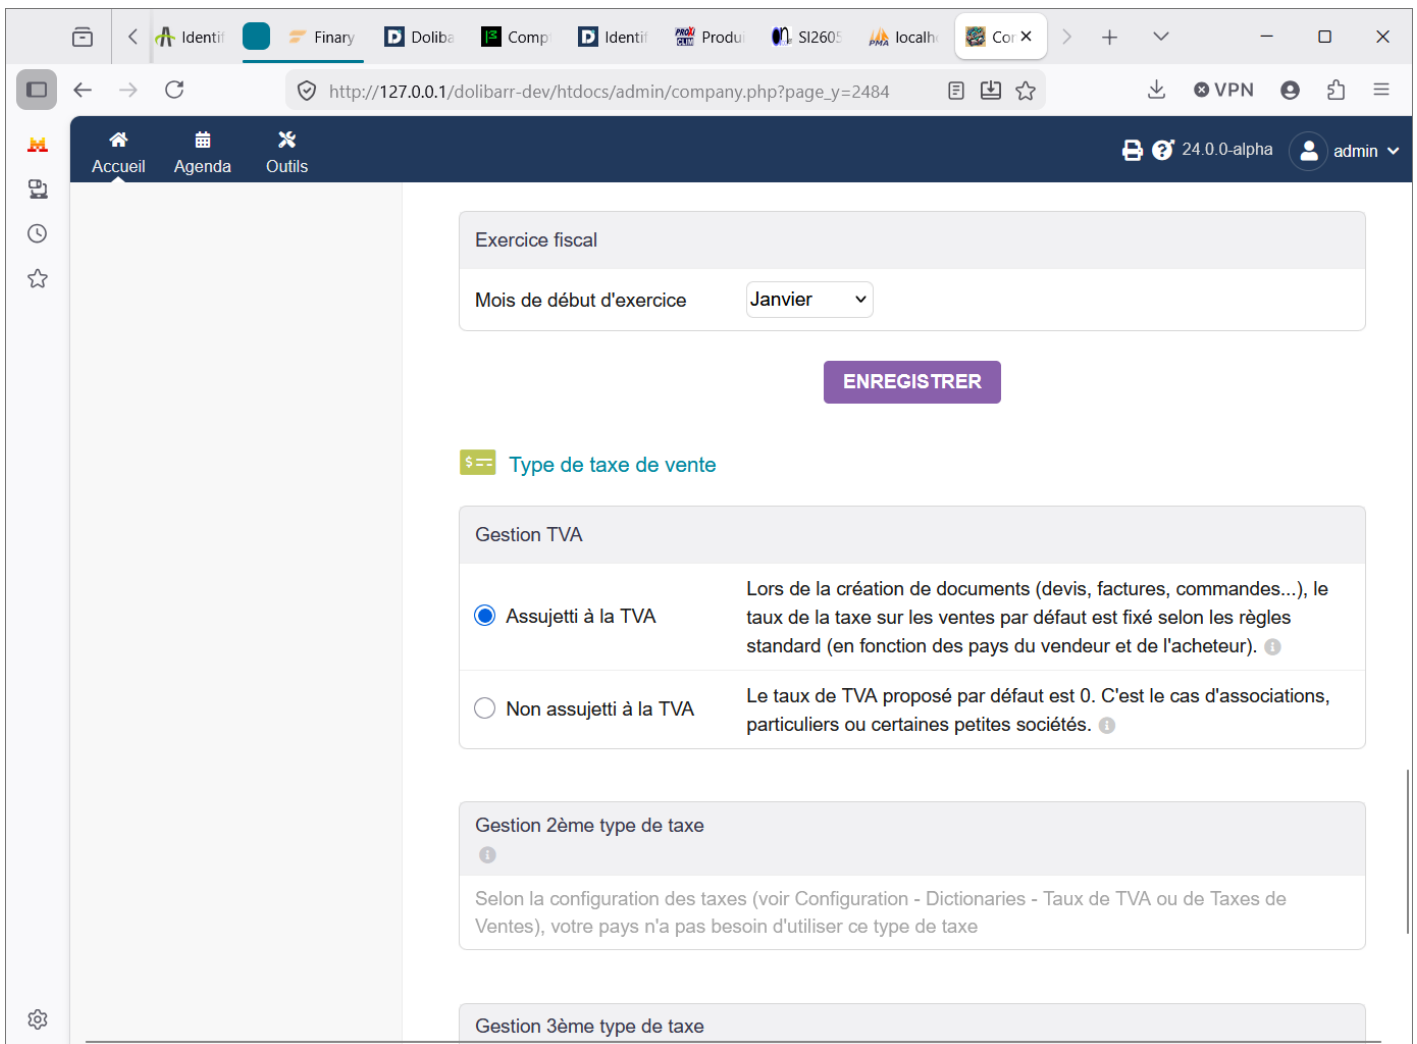 Identif
Finary
Doliba
Comp
Identif
Produi
SI2605
localh
Cor
http://127.0.0.1/dolibarr-dev/htdocs/admin/company.php?page_y=2484
VPN
Accueil
Agenda
Outils
24.0.0-alpha
admin
Exercice fiscal
Mois de début d'exercice
Janvier
ENREGISTRER
Type de taxe de vente
Gestion TVA
Assujetti à la TVA
Lors de la création de documents (devis, factures, commandes...), le
taux de la taxe sur les ventes par défaut est fixé selon les règles
standard (en fonction des pays du vendeur et de l'acheteur).
Non assujetti à la TVA
Le taux de TVA proposé par défaut est 0. C'est le cas d'associations,
particuliers ou certaines petites sociétés.
Gestion 2ème type de taxe
Selon la configuration des taxes (voir Configuration - Dictionaries - Taux de TVA ou de Taxes de
Ventes), votre pays n'a pas besoin d'utiliser ce type de taxe
Gestion 3ème type de taxe